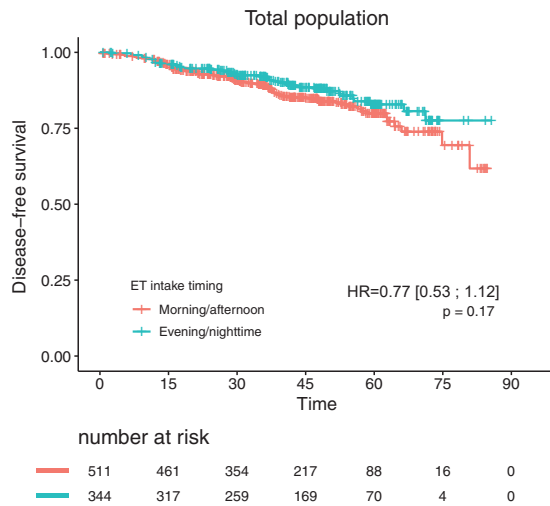 Total population
Disease-free survival
1.00
0.75
0.50
0.25
0.00
ET intake timing
Morning/afternoon
Evening/nighttime
HR=0.77 [0.53 ; 1.12]
p = 0.17
0 15 30 45 60 75 90
Time
number at risk
511 461 354 217 88 16 0
344 317 259 169 70 4 0